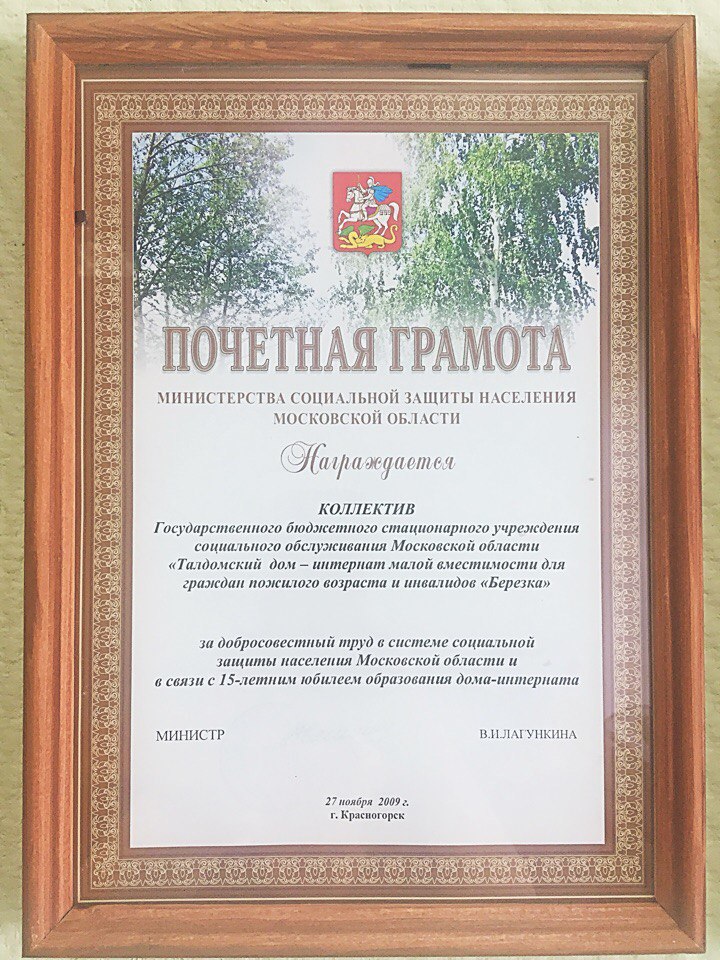 ПОЧЕТНАЯ ГРАМОТА
МИНИСТЕРСТВА СОЦИАЛЬНОЙ ЗАЩИТЫ НАСЕЛЕНИЯ
МОСКОВСКОЙ ОБЛАСТИ
Награждается
КОЛЛЕКТИВ
Государственного бюджетного стационарного учреждения
социального обслуживания Московской области
«Талдомский дом – интернат малой вместимости для
граждан пожилого возраста и инвалидов «Березка»
за добросовестный труд в системе социальной
защиты населения Московской области и
в связи с 15-летним юбилеем образования дома-интерната
МИНИСТР В.И.ЛАГУНКИНА
27 ноября 2009 г.
г. Красногорск